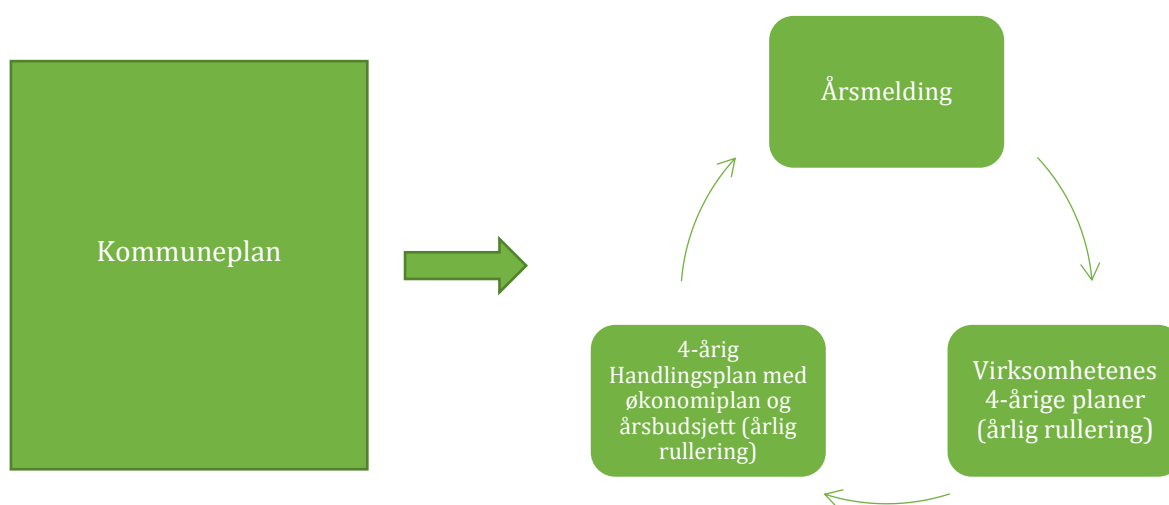 Årsmelding
Kommuneplan
4-årig
Handlingsplan med
økonomiplan og
årsbudsjett (årlig
rullering)
Virksomhetenes
4-årige planer
(årlig rullering)